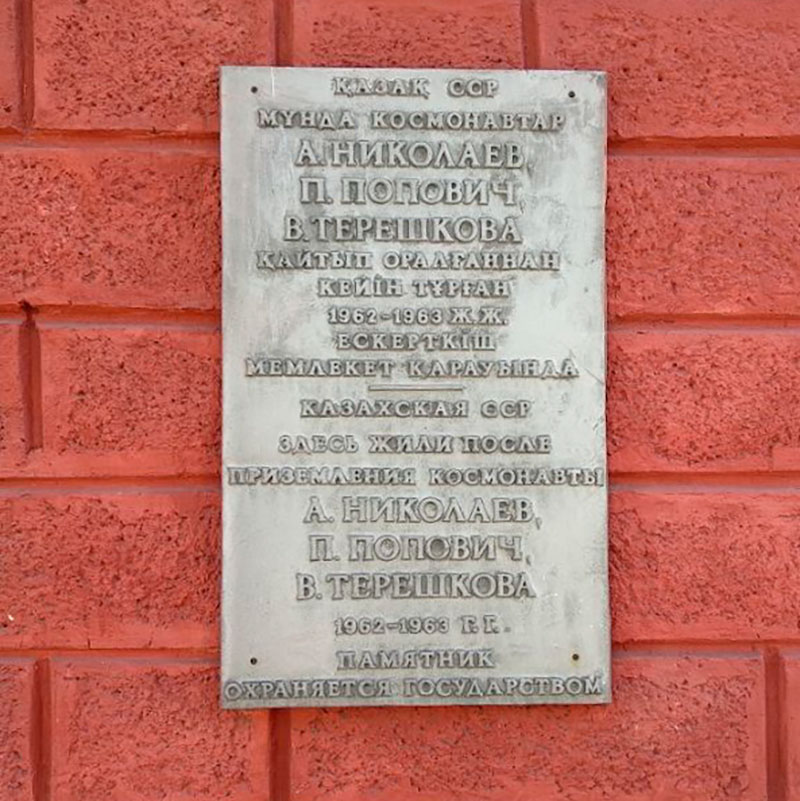 ҚАЗАҚ ССР
МҰНДА КОСМОНАВТАР
А. НИКОЛАЕВ,
П. ПОПОВИЧ,
В. ТЕРЕШКОВА
ҚАЙТЫП ОРАЛҒАННАН
КЕЙІН ТҰРҒАН
1962-1963 Ж.Ж.
ЕСКЕРТКІШ
МЕМЛЕКЕТ ҚАРАУЫНДА
КАЗАХСКАЯ ССР
ЗДЕСЬ ЖИЛИ ПОСЛЕ
ПРИЗЕМЛЕНИЯ КОСМОНАВТЫ
А. НИКОЛАЕВ,
П. ПОПОВИЧ,
В. ТЕРЕШКОВА
1962-1963 Г.Г.
ПАМЯТНИК
ОХРАНЯЕТСЯ ГОСУДАРСТВОМ